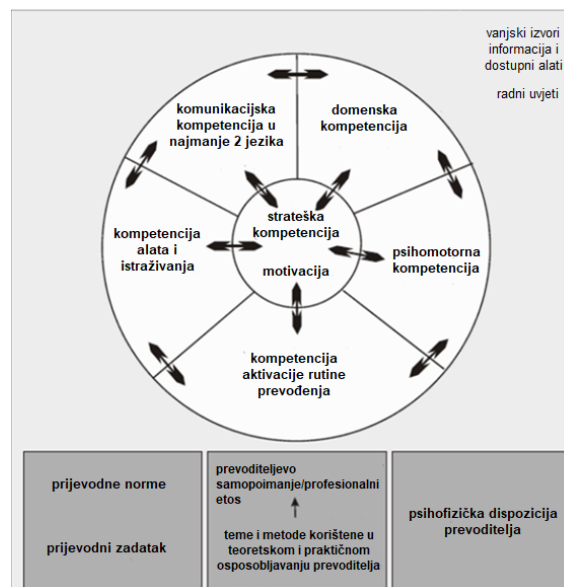 vanjski izvori
informacija i
dostupni alati
radni uvjeti
komunikacijska
kompetencija u
najmanje 2 jezika
domenska
kompetencija
strateška
kompetencija
motivacija
kompetencija
alata i
istraživanja
psihomotorna
kompetencija
kompetencija
aktivacije rutine
prevođenja
prijevodne norme
prijevodni zadatak
prevoditeljevo
samopoimanje/profesionalni
etos
teme i metode korištene u
teoretskom i praktičnom
osposobljavanju prevoditelja
psihofizička dispozicija
prevoditelja